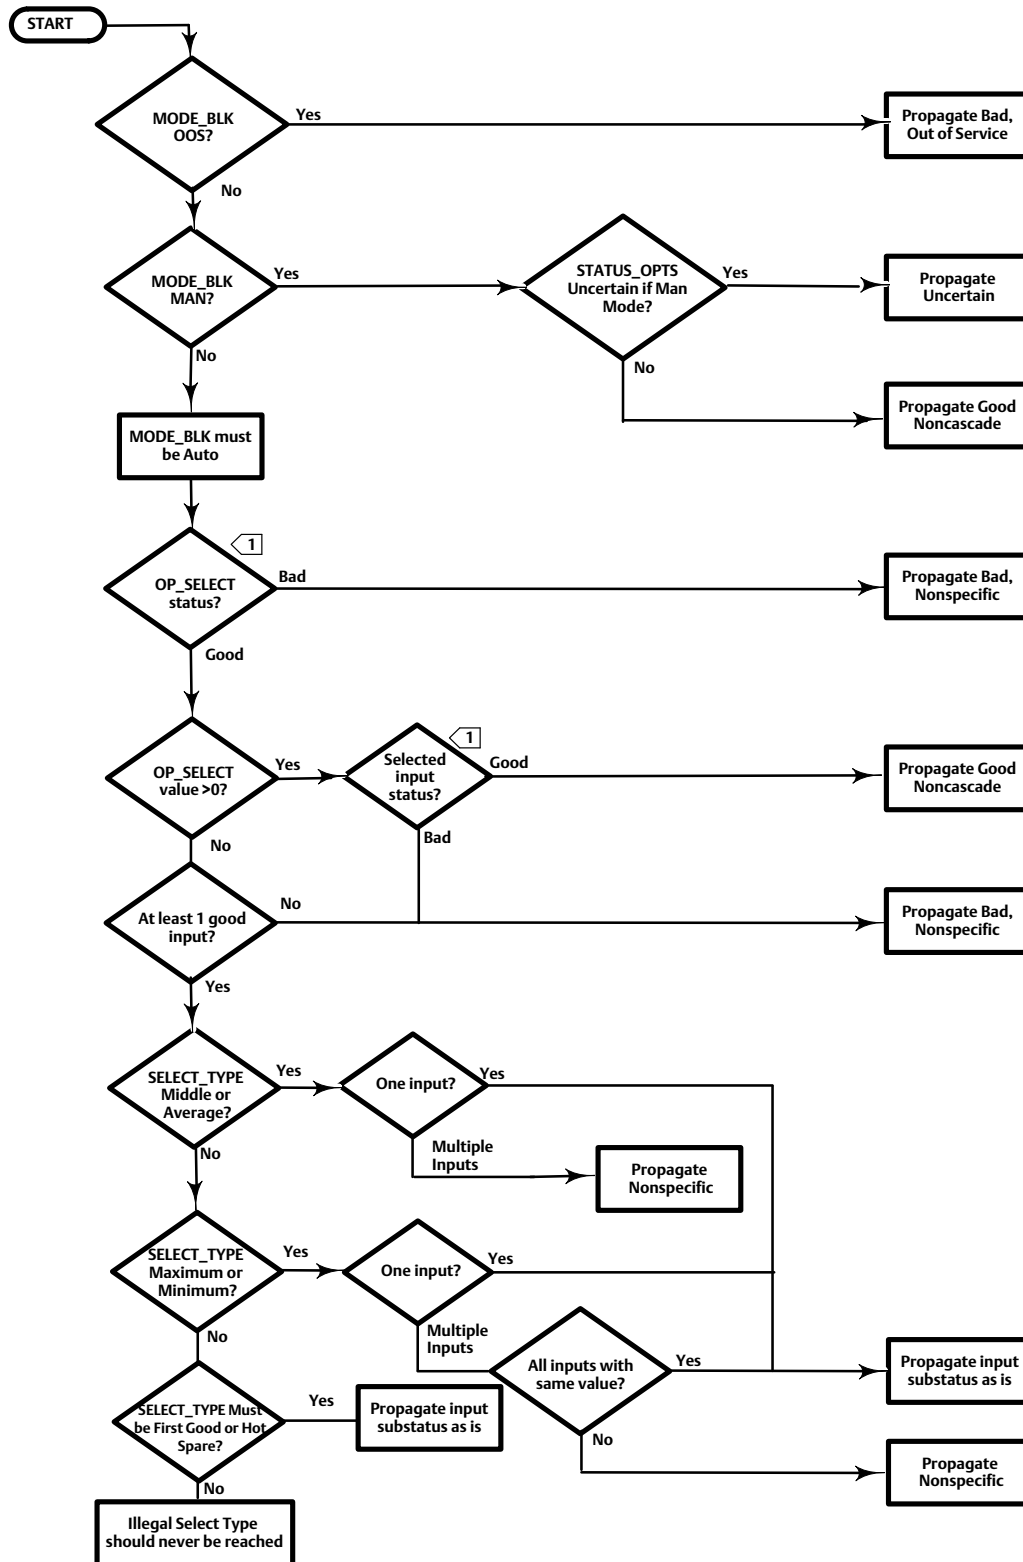 START
MODE_BLK
OOS?
Yes
Propagate Bad,
Out of Service
No
MODE_BLK
MAN?
Yes
STATUS_OPTS
Uncertain if Man
Mode?
Yes
Propagate
Uncertain
No
No
Propagate Good
Noncascade
MODE_BLK must
be Auto
1
OP_SELECT
status?
Bad
Propagate Bad,
Nonspecific
Good
OP_SELECT
value >0?
Yes
1
Selected
input
status?
Good
Propagate Good
Noncascade
No
Bad
At least 1 good
input?
No
Propagate Bad,
Nonspecific
Yes
SELECT_TYPE
Middle or
Average?
Yes
One input?
Yes
No
Multiple
Inputs
Propagate
Nonspecific
SELECT_TYPE
Maximum or
Minimum?
Yes
One input?
Yes
No
Multiple
Inputs
All inputs with
same value?
Yes
Propagate input
substatus as is
SELECT_TYPE Must
be First Good or Hot
Spare?
Yes
Propagate input
substatus as is
No
Propagate
Nonspecific
No
Illegal Select Type
should never be reached